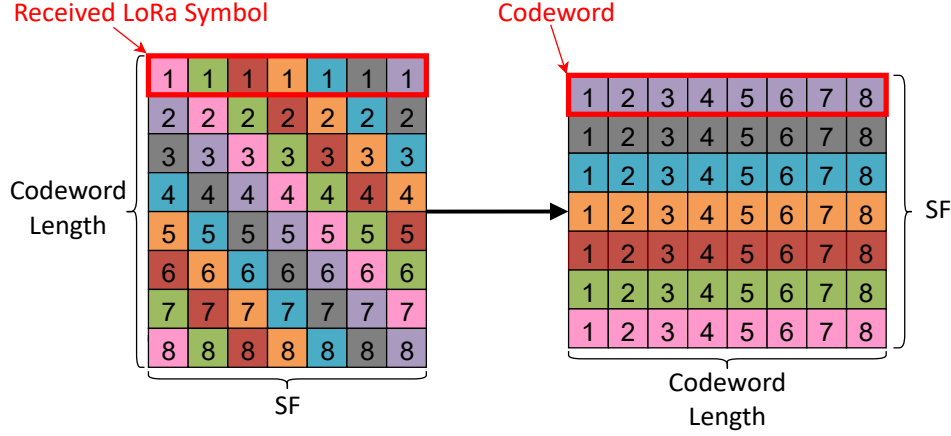 Received LoRa Symbol
1 1 1 1 1 1 1
2 2 2 2 2 2 2
3 3 3 3 3 3 3
4 4 4 4 4 4 4
5 5 5 5 5 5 5
6 6 6 6 6 6 6
7 7 7 7 7 7 7
8 8 8 8 8 8 8
Codeword
Length
SF
Codeword
1 2 3 4 5 6 7 8
1 2 3 4 5 6 7 8
1 2 3 4 5 6 7 8
1 2 3 4 5 6 7 8
1 2 3 4 5 6 7 8
1 2 3 4 5 6 7 8
1 2 3 4 5 6 7 8
SF
Codeword
Length